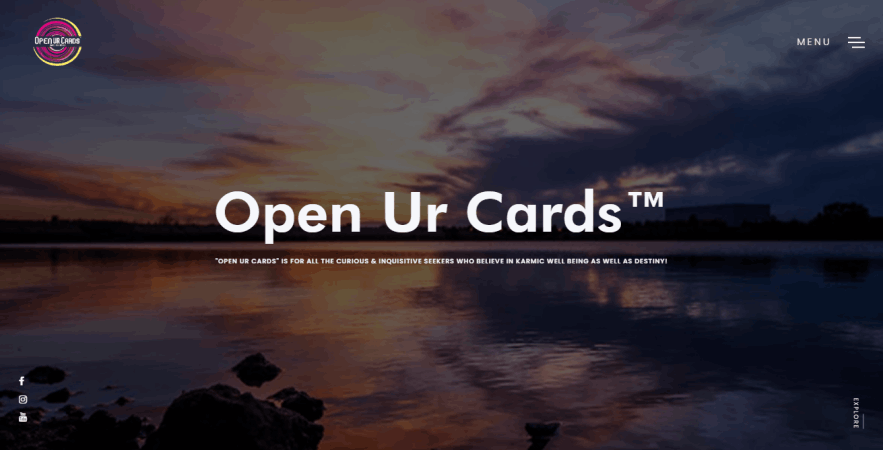 OPEN UR CARDS
MENU
Open Ur Cards™
"OPEN UR CARDS" IS FOR ALL THE CURIOUS & INQUISITIVE SEEKERS WHO BELIEVE IN KARMIC WELL BEING AS WELL AS DESTINY!
EXPLORE